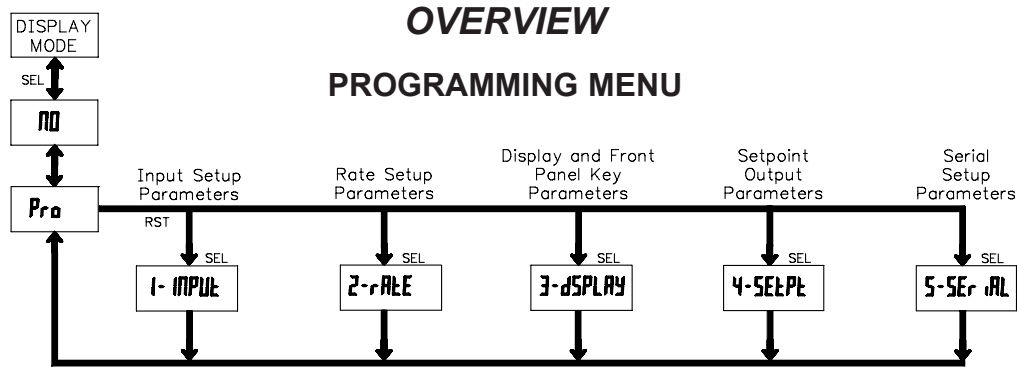 OVERVIEW
PROGRAMMING MENU
DISPLAY
MODE
SEL
NO
Pro
RST
Input Setup
Parameters
SEL
1-INPUt
Rate Setup
Parameters
SEL
2-rAtE
Display and Front
Panel Key
Parameters
SEL
3-dSPLAY
Setpoint
Output
Parameters
SEL
4-SEtPt
Serial
Setup
Parameters
SEL
5-SEriAL